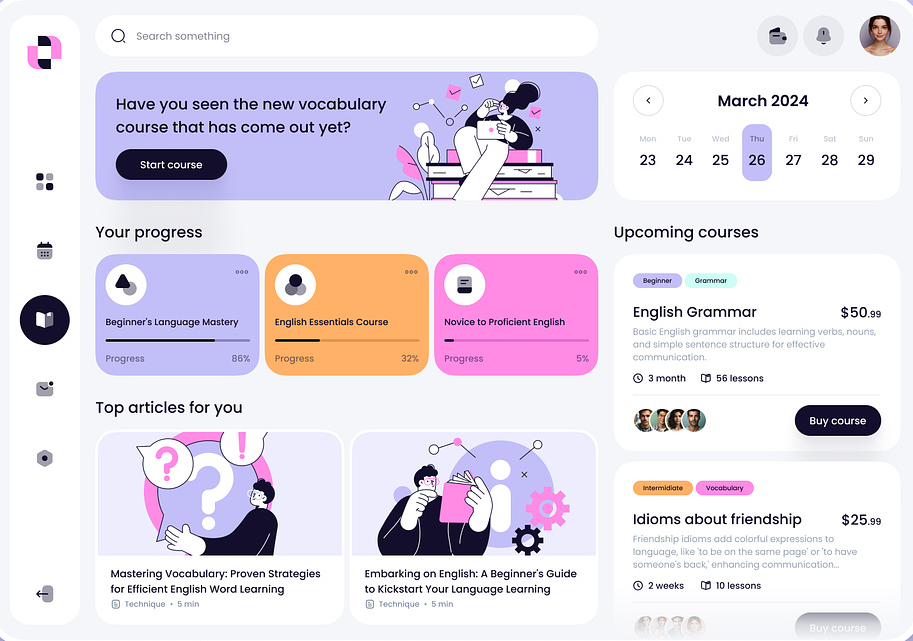 Search something
Have you seen the new vocabulary
course that has come out yet?
Start course
March 2024
Mon Tue Wed Thu Fri Sat Sun
23 24 25 26 27 28 29
Your progress
Beginner's Language Mastery
Progress 86%
English Essentials Course
Progress 32%
Novice to Proficient English
Progress 5%
Top articles for you
Mastering Vocabulary: Proven Strategies
for Efficient English Word Learning
Technique • 5 min
Embarking on English: A Beginner's Guide
to Kickstart Your Language Learning
Technique • 5 min
Upcoming courses
Beginner Grammar
English Grammar $50.99
Basic English grammar includes learning verbs, nouns,
and simple sentence structure for effective
communication.
3 month 56 lessons
Buy course
Intermidiate Vocabulary
Idioms about friendship $25.99
Friendship idioms add colorful expressions to
language, like 'to be on the same page' or 'to have
someone's back,' enhancing communication...
2 weeks 10 lessons
Buy course